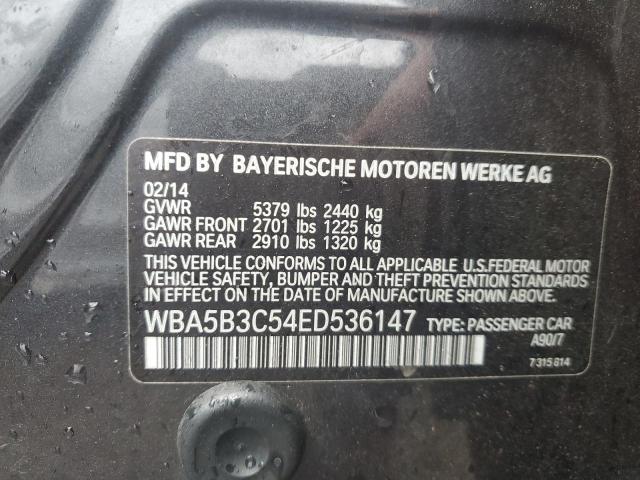 MFD BY BAYERISCHE MOTOREN WERKE AG
02/14
GVWR 5379 lbs 2440 kg
GAWR FRONT 2701 lbs 1225 kg
GAWR REAR 2910 lbs 1320 kg
THIS VEHICLE CONFORMS TO ALL APPLICABLE U.S.FEDERAL MOTOR
VEHICLE SAFETY, BUMPER AND THEFT PREVENTION STANDARDS
IN EFFECT ON THE DATE OF MANUFACTURE SHOWN ABOVE.
WBA5B3C54ED536147 TYPE: PASSENGER CAR
A90/7
7315814